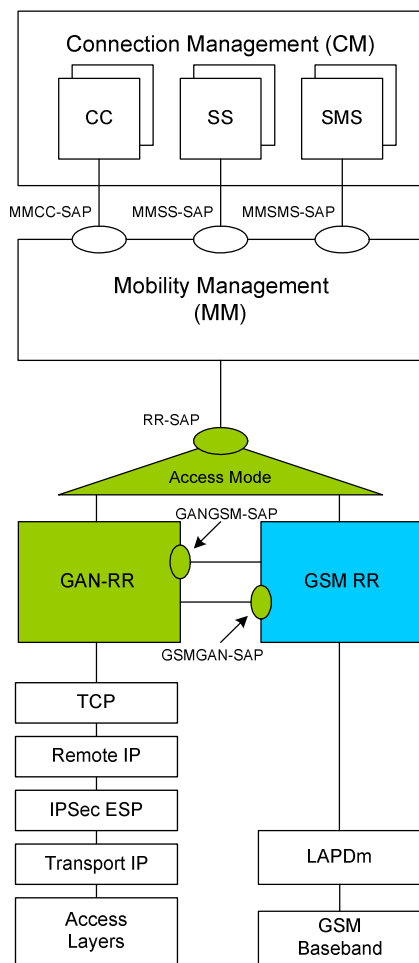 Connection Management (CM)
CC
SS
SMS
MMCC-SAP
MMSS-SAP
MMSMS-SAP
Mobility Management
(MM)
RR-SAP
Access Mode
GANGSM-SAP
GAN-RR
GSM RR
GSMGAN-SAP
TCP
Remote IP
IPSec ESP
Transport IP
LAPDm
Access
Layers
GSM
Baseband